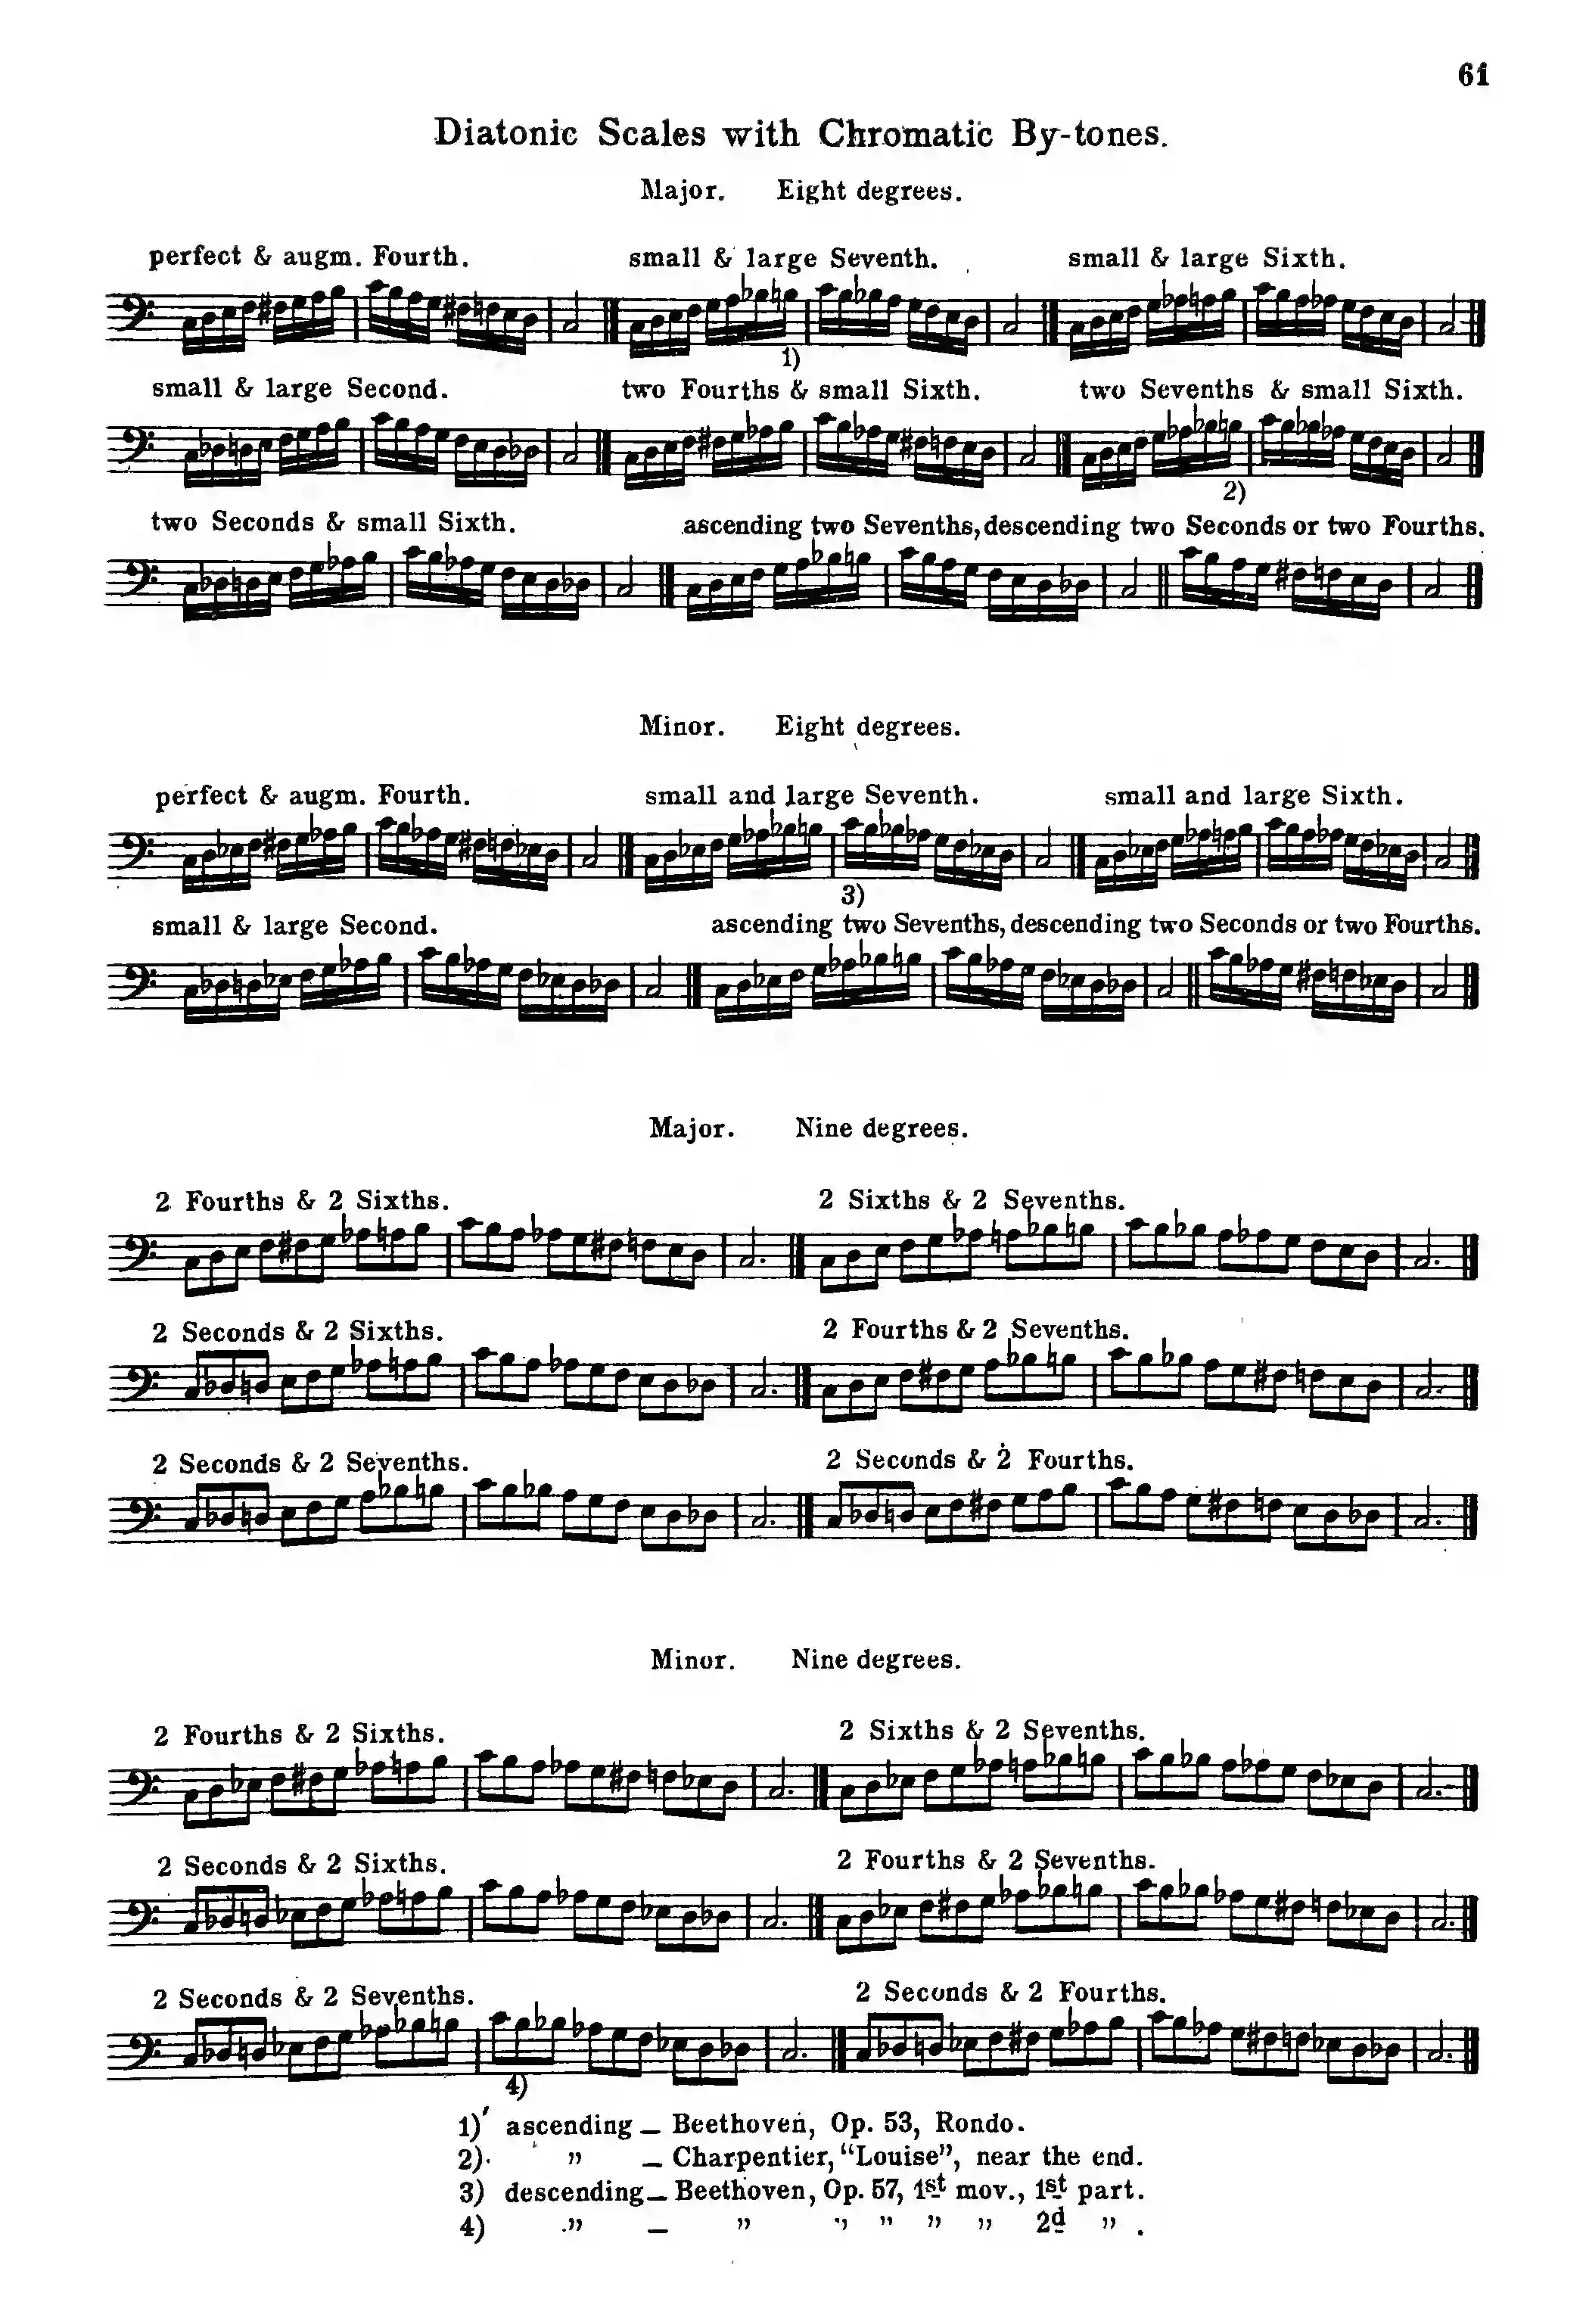 61
Diatonic Scales with Chromatic By-tones.
Major. Eight degrees.
perfect & augm. Fourth. small & large Seventh. small & large Sixth.
1)
small & large Second. two Fourths & small Sixth. two Sevenths & small Sixth.
2)
two Seconds & small Sixth. ascending two Sevenths, descending two Seconds or two Fourths.
Minor. Eight degrees.
perfect & augm. Fourth. small and large Seventh. small and large Sixth.
3)
small & large Second. ascending two Sevenths, descending two Seconds or two Fourths.
Major. Nine degrees.
2 Fourths & 2 Sixths. 2 Sixths & 2 Sevenths.
2 Seconds & 2 Sixths. 2 Fourths & 2 Sevenths.
2 Seconds & 2 Sevenths. 2 Seconds & 2 Fourths.
Minor. Nine degrees.
2 Fourths & 2 Sixths. 2 Sixths & 2 Sevenths.
2 Seconds & 2 Sixths. 2 Fourths & 2 Sevenths.
2 Seconds & 2 Sevenths. 2 Seconds & 2 Fourths.
4)
1) ascending — Beethoven, Op. 53, Rondo.
2) " — Charpentier, "Louise", near the end.
3) descending — Beethoven, Op. 57, 1st mov., 1st part.
4) " — " " " " " 2d " .